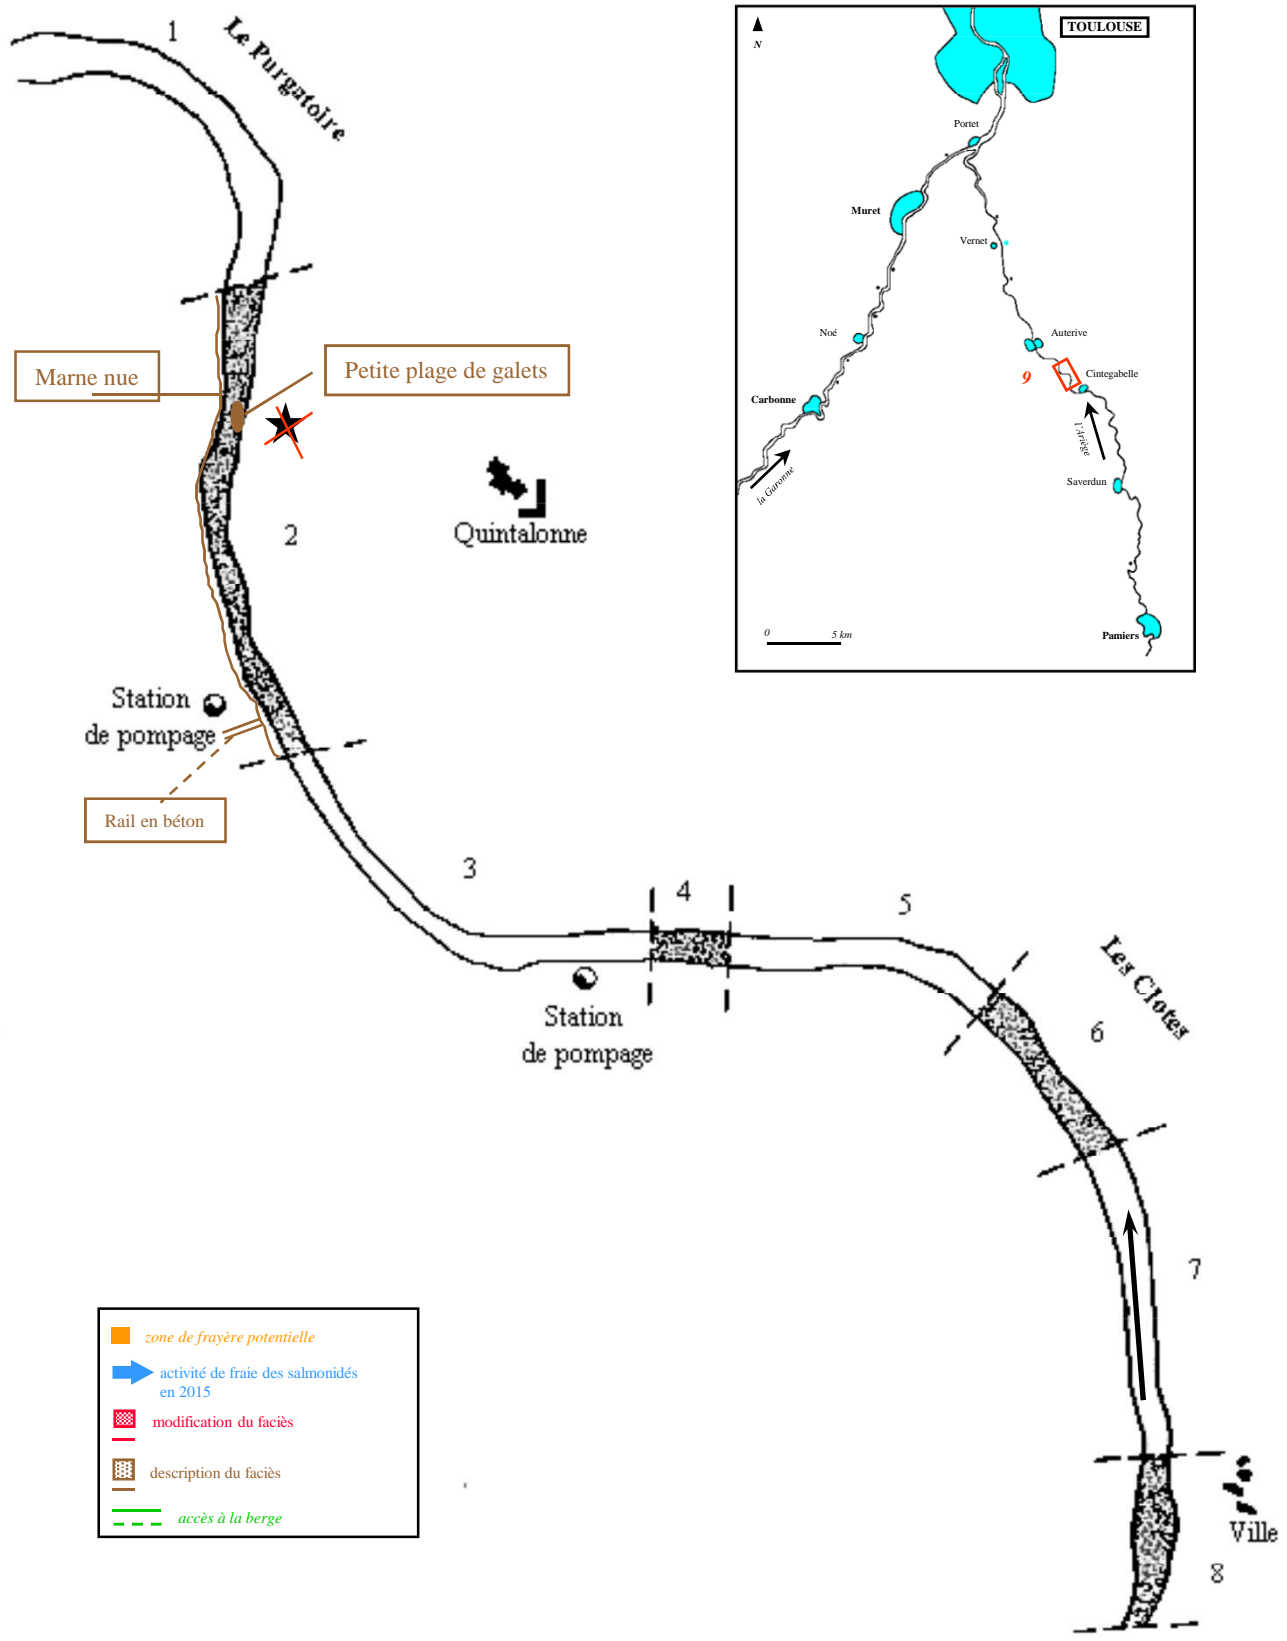 1
Le Purgatoire
TOULOUSE
N
Portet
Muret
Vernet
Noé
Auterive
9
Cintegabelle
Carbonne
l'Ariège
la Garonne
Saverdun
0
5 km
Pamiers
Marne nue
Petite plage de galets
2
Quintalonne
Station
de pompage
Rail en béton
3
4
5
Les Clotes
Station
de pompage
6
7
zone de frayère potentielle
activité de fraie des salmonidés
en 2015
modification du faciès
description du faciès
accès à la berge
Ville
8